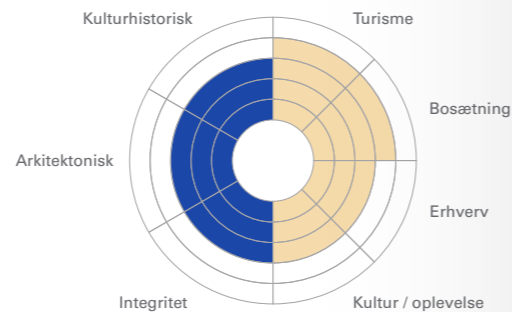 Kulturhistorisk
Turisme
Bosætning
Arkitektonisk
Erhverv
Integritet
Kultur / oplevelse